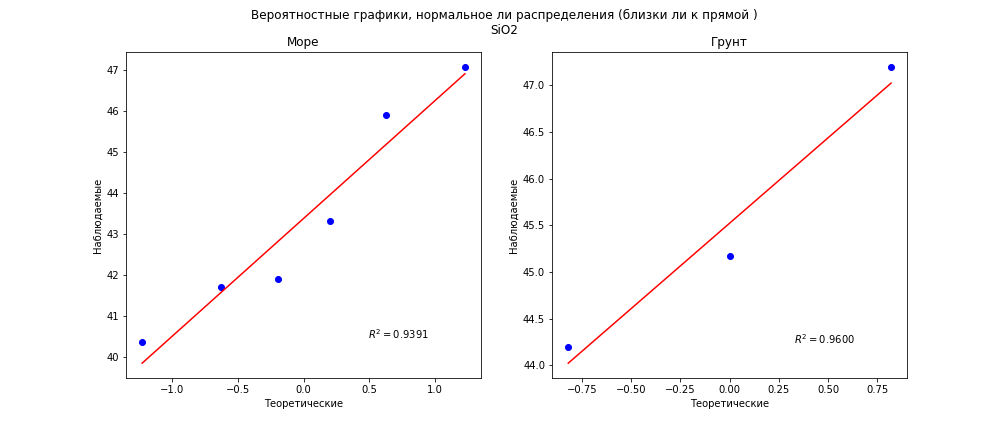 Вероятностные графики, нормальное ли распределения (близки ли к прямой )
SiO2
Море
47
46
45
44
43
42
41
40
Наблюдаемые
R² = 0.9391
−1.0 −0.5 0.0 0.5 1.0
Теоретические
Грунт
47.0
46.5
46.0
45.5
45.0
44.5
44.0
Наблюдаемые
R² = 0.9600
−0.75 −0.50 −0.25 0.00 0.25 0.50 0.75
Теоретические